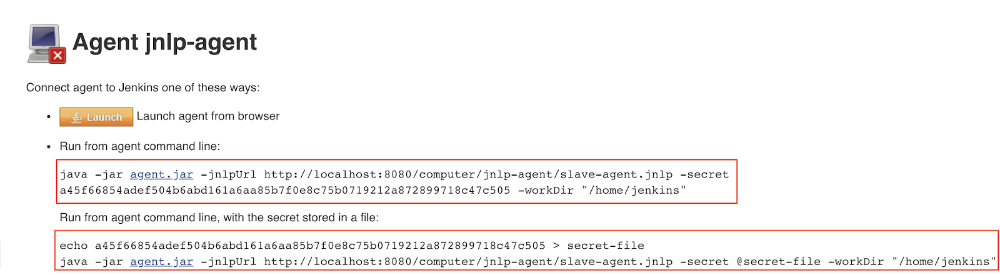 Agent jnlp-agent
Connect agent to Jenkins one of these ways:
Launch Launch agent from browser
Run from agent command line:
java -jar agent.jar -jnlpUrl http://localhost:8080/computer/jnlp-agent/slave-agent.jnlp -secret
a45f66854adef504b6abd161a6aa85b7f0e8c75b0719212a872899718c47c505 -workDir "/home/jenkins"
Run from agent command line, with the secret stored in a file:
echo a45f66854adef504b6abd161a6aa85b7f0e8c75b0719212a872899718c47c505 > secret-file
java -jar agent.jar -jnlpUrl http://localhost:8080/computer/jnlp-agent/slave-agent.jnlp -secret @secret-file -workDir "/home/jenkins"